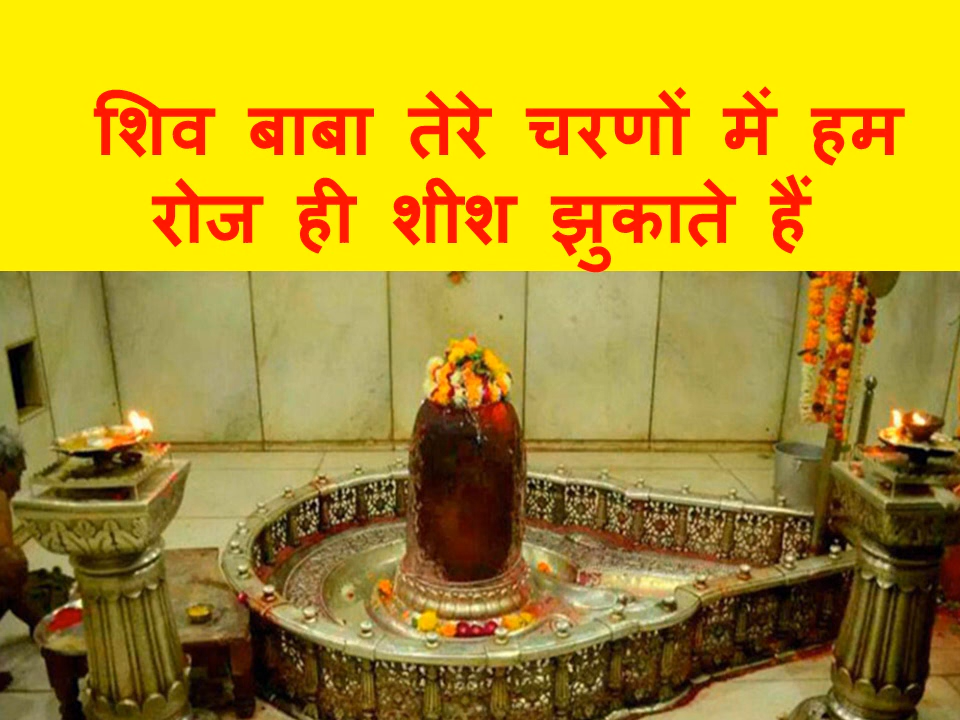 शिव बाबा तेरे चरणों में हम
रोज ही शीश झुकाते हैं